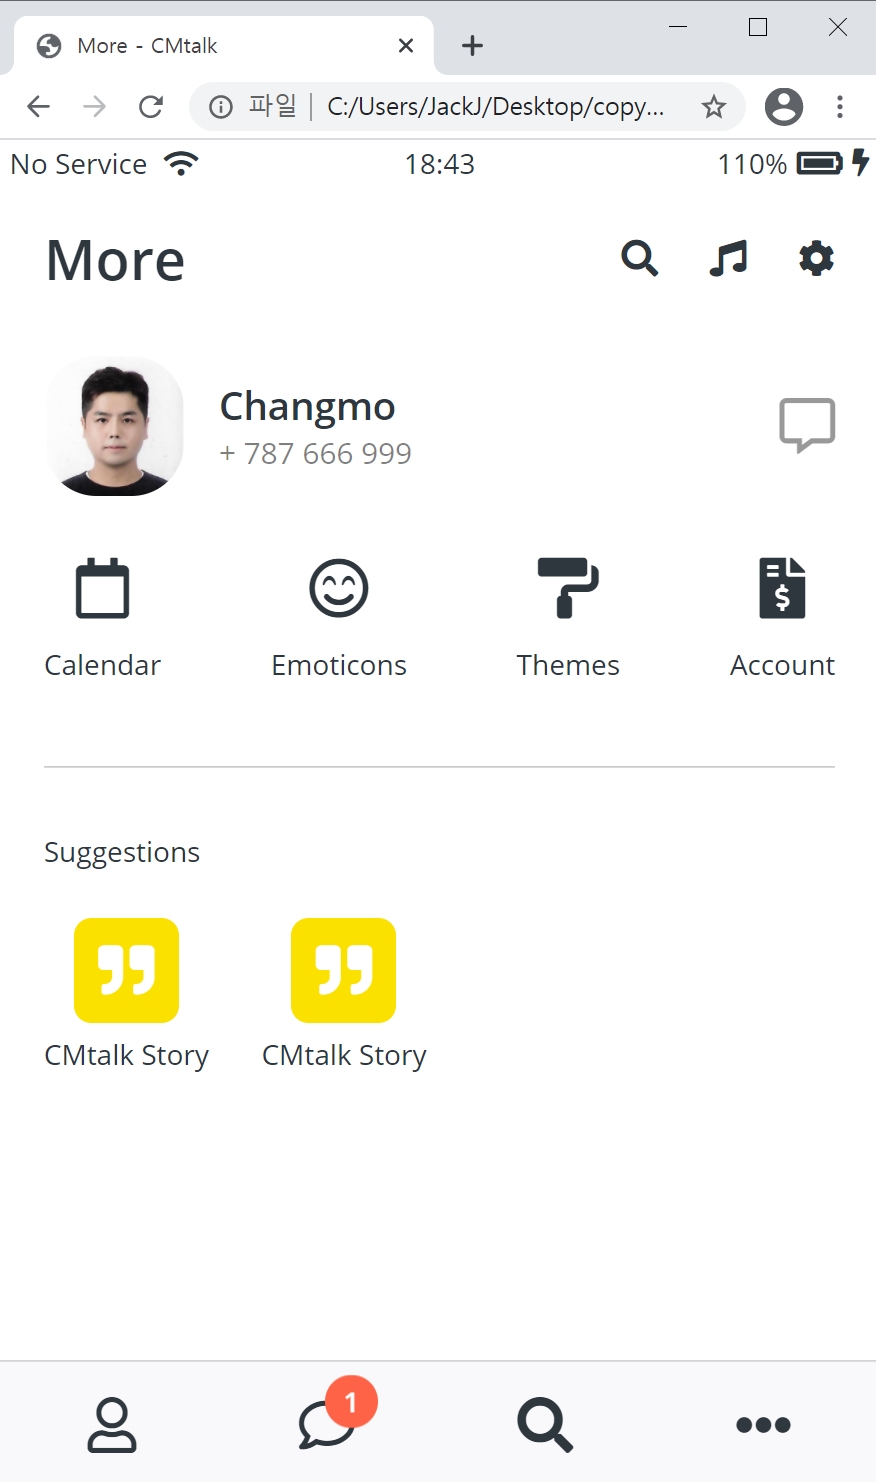 More - CMtalk
파일 | C:/Users/JackJ/Desktop/copy...
No Service 18:43 110%
More
Changmo
+ 787 666 999
$
Calendar Emoticons Themes Account
Suggestions
CMtalk Story CMtalk Story
1